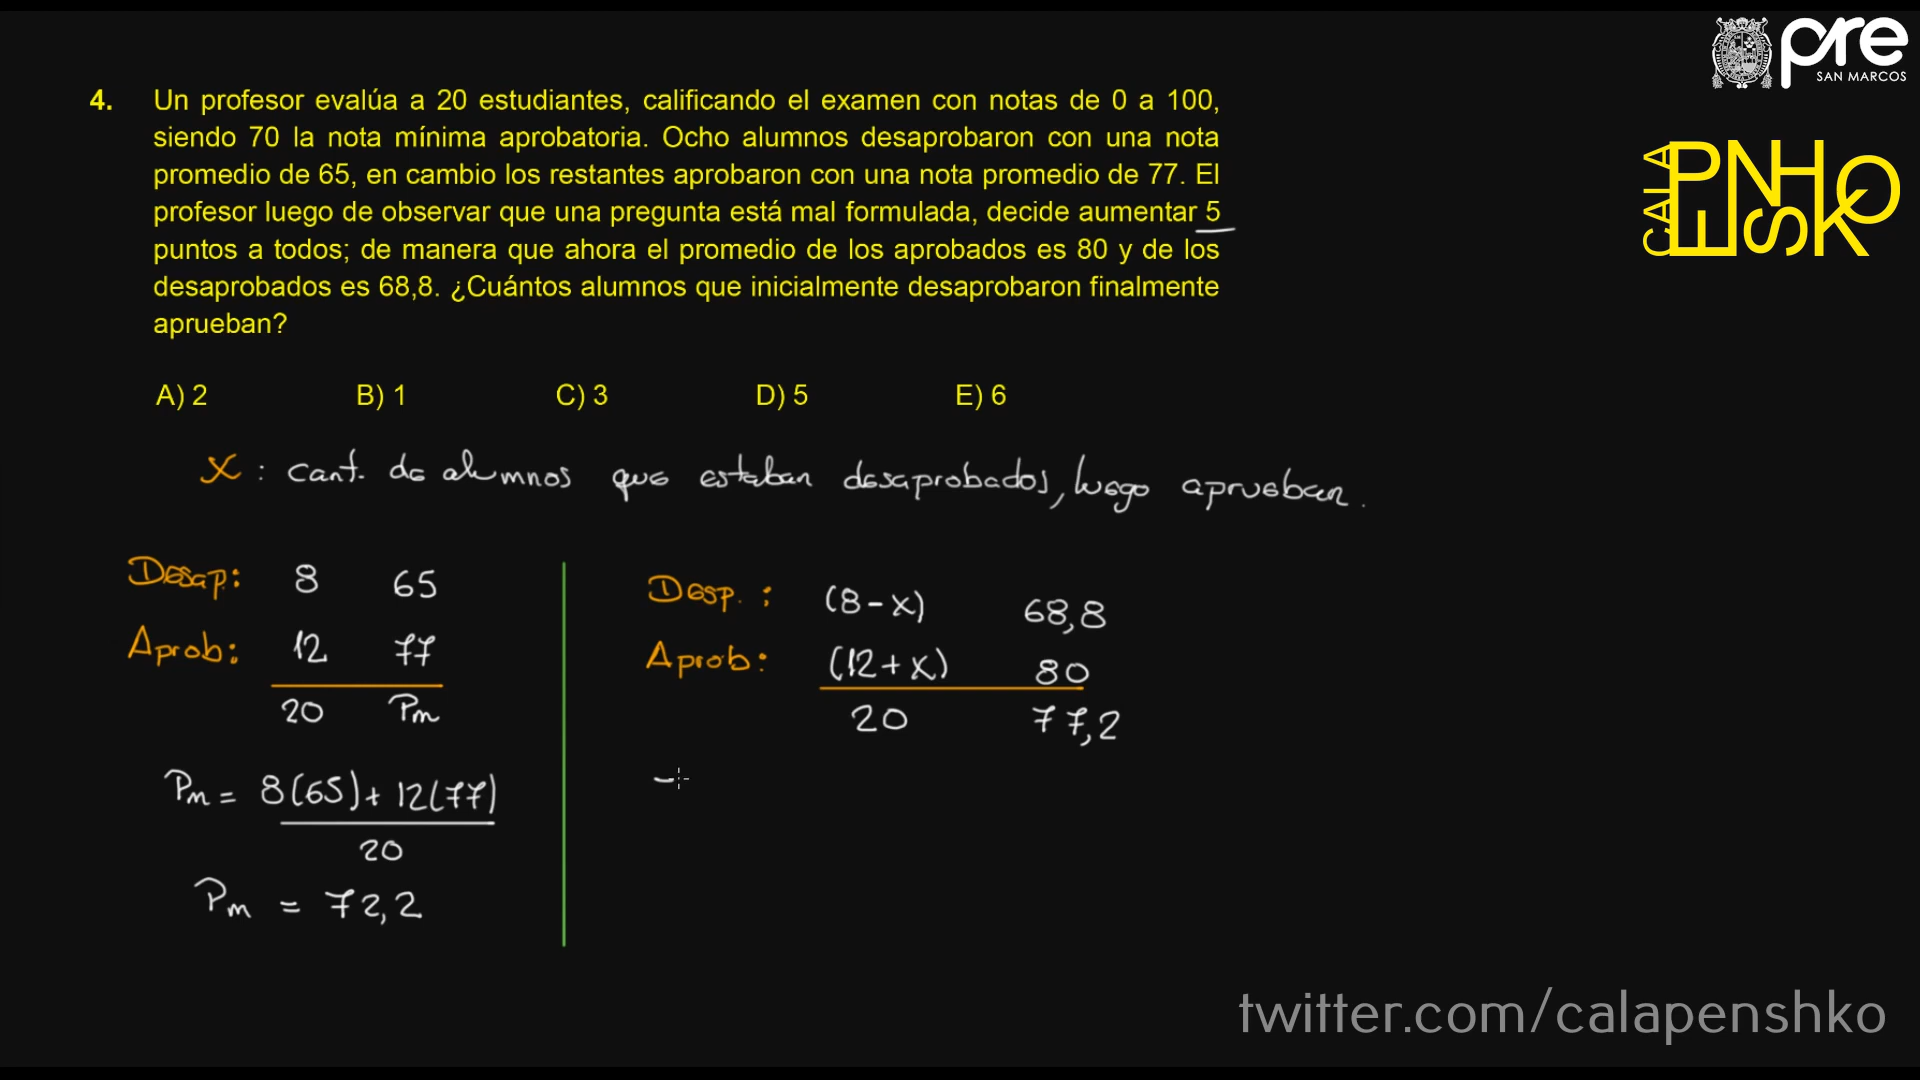 pre
SAN MARCOS
4. Un profesor evalúa a 20 estudiantes, calificando el examen con notas de 0 a 100,
siendo 70 la nota mínima aprobatoria. Ocho alumnos desaprobaron con una nota
promedio de 65, en cambio los restantes aprobaron con una nota promedio de 77. El
profesor luego de observar que una pregunta está mal formulada, decide aumentar 5
puntos a todos; de manera que ahora el promedio de los aprobados es 80 y de los
desaprobados es 68,8. ¿Cuántos alumnos que inicialmente desaprobaron finalmente
aprueban?
CALA PENSHKO
A) 2 B) 1 C) 3 D) 5 E) 6
x : cant. de alumnos que estaban desaprobados, luego aprueban.
Desap: 8 65
Aprob: 12 77
20 Pm
Pm = 8(65) + 12(77)
20
Pm = 72,2
Desp. : (8-x) 68,8
Aprob: (12+x) 80
20 77,2
twitter.com/calapenshko